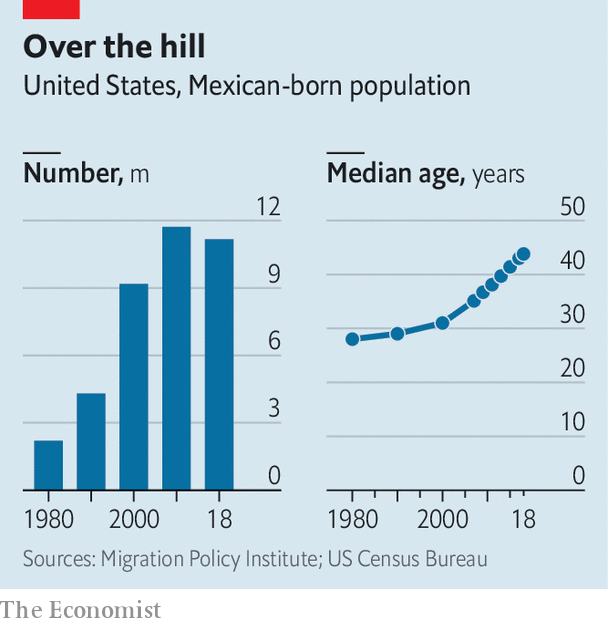 Over the hill
United States, Mexican-born population
Number, m
12
9
6
3
0
1980
2000
18
Median age, years
50
40
30
20
10
0
1980
2000
18
Sources: Migration Policy Institute; US Census Bureau
The Economist